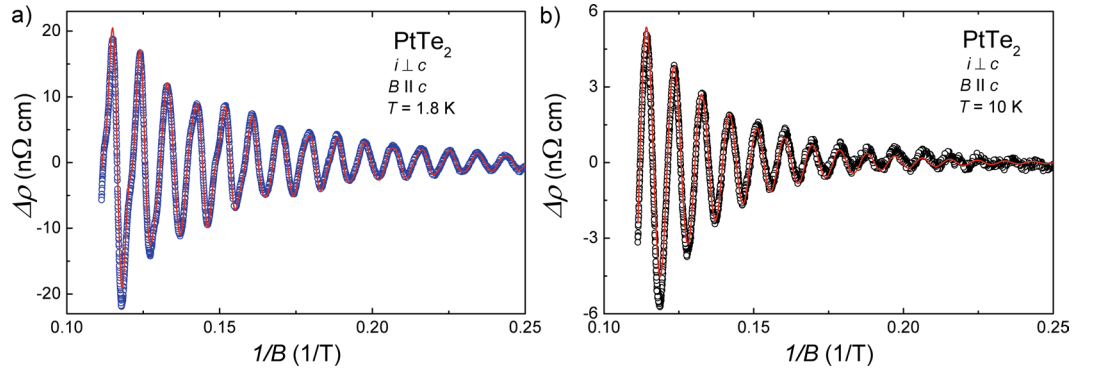 a)
PtTe₂
i ⊥ c
B || c
T = 1.8 K
Δρ (nΩ cm)
20
10
0
-10
-20
0.10 0.15 0.20 0.25
1/B (1/T)
b)
PtTe₂
i ⊥ c
B || c
T = 10 K
Δρ (nΩ cm)
6
3
0
-3
-6
0.10 0.15 0.20 0.25
1/B (1/T)